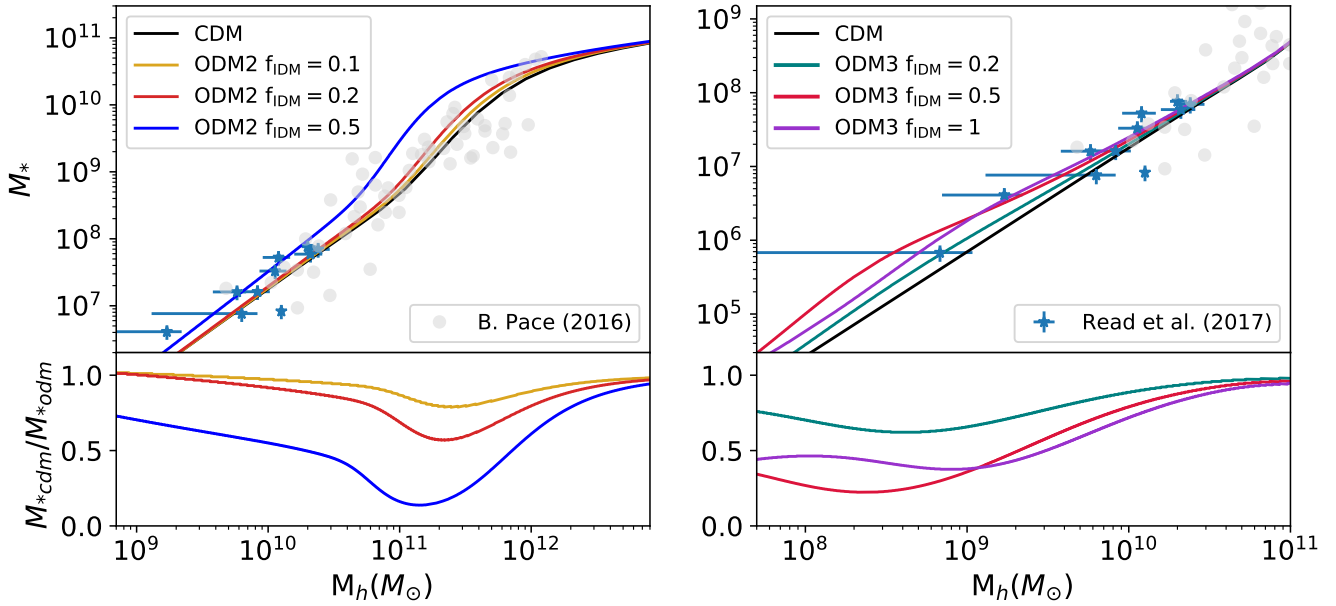 CDM
ODM2 f_IDM = 0.1
ODM2 f_IDM = 0.2
ODM2 f_IDM = 0.5
B. Pace (2016)
M_*
10^11
10^10
10^9
10^8
10^7
M_*cdm/M_*odm
1.0
0.5
0.0
10^9 10^10 10^11 10^12
M_h(M_⊙)
CDM
ODM3 f_IDM = 0.2
ODM3 f_IDM = 0.5
ODM3 f_IDM = 1
Read et al. (2017)
10^9
10^8
10^7
10^6
10^5
1.0
0.5
0.0
10^8 10^9 10^10 10^11
M_h(M_⊙)